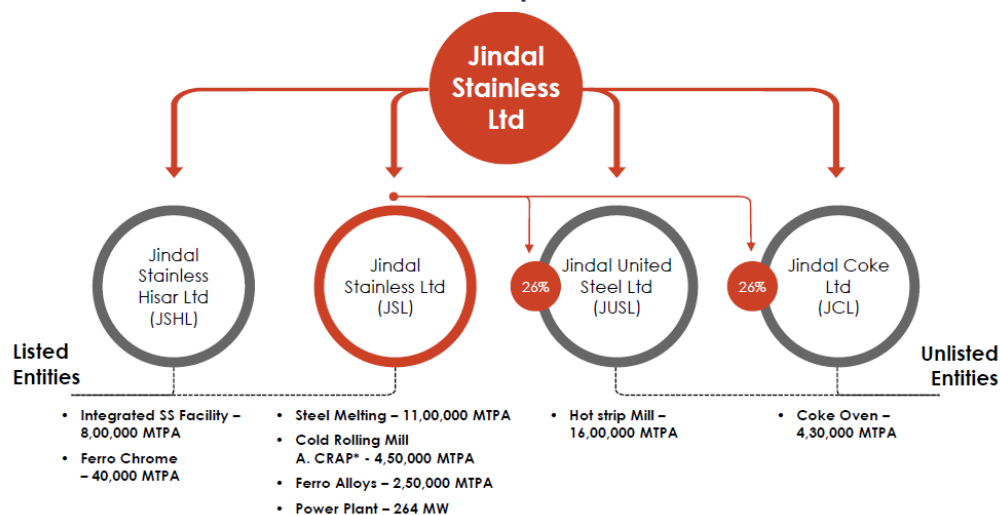 Jindal
Stainless
Ltd
Jindal
Stainless
Hisar Ltd
(JSHL)
Jindal
Stainless Ltd
(JSL)
26%
Jindal United
Steel Ltd
(JUSL)
26%
Jindal Coke
Ltd
(JCL)
Listed
Entities
Unlisted
Entities
• Integrated SS Facility –
8,00,000 MTPA
• Ferro Chrome
– 40,000 MTPA
• Steel Melting – 11,00,000 MTPA
• Cold Rolling Mill
A. CRAP* - 4,50,000 MTPA
• Ferro Alloys – 2,50,000 MTPA
• Power Plant – 264 MW
• Hot strip Mill –
16,00,000 MTPA
• Coke Oven –
4,30,000 MTPA